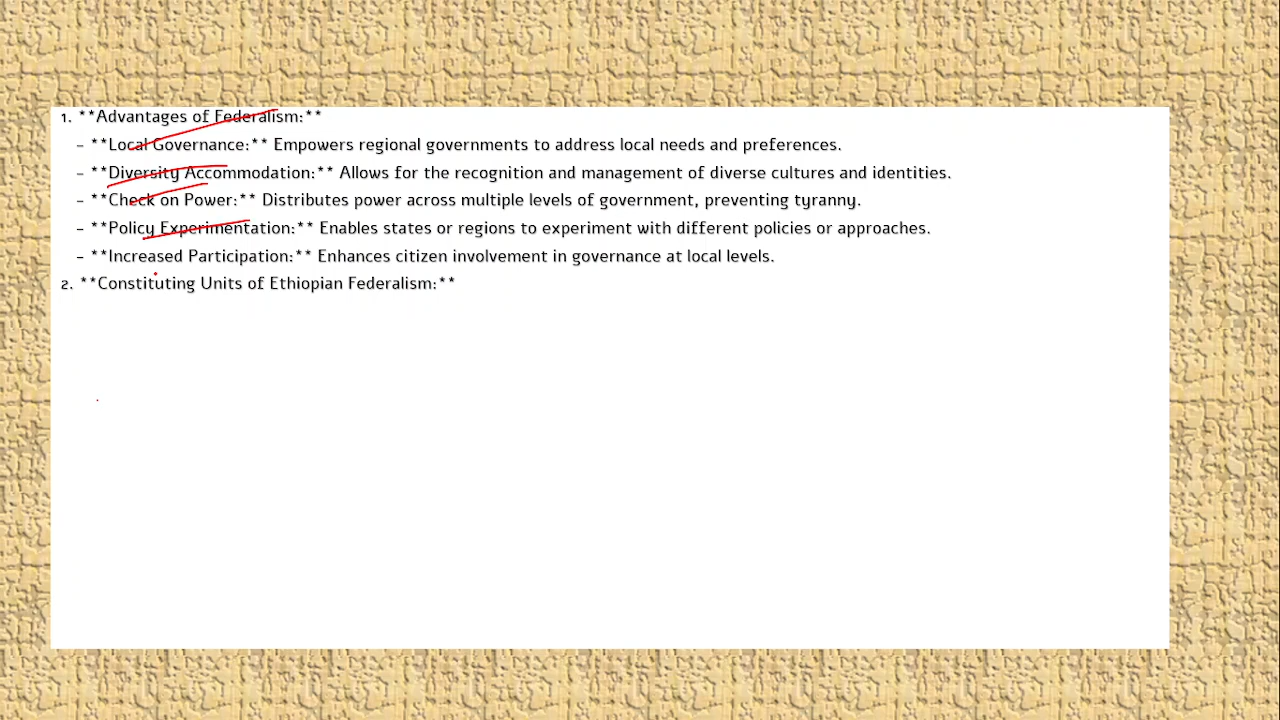 1. **Advantages of Federalism:**
- **Local Governance:** Empowers regional governments to address local needs and preferences.
- **Diversity Accommodation:** Allows for the recognition and management of diverse cultures and identities.
- **Check on Power:** Distributes power across multiple levels of government, preventing tyranny.
- **Policy Experimentation:** Enables states or regions to experiment with different policies or approaches.
- **Increased Participation:** Enhances citizen involvement in governance at local levels.
2. **Constituting Units of Ethiopian Federalism:**